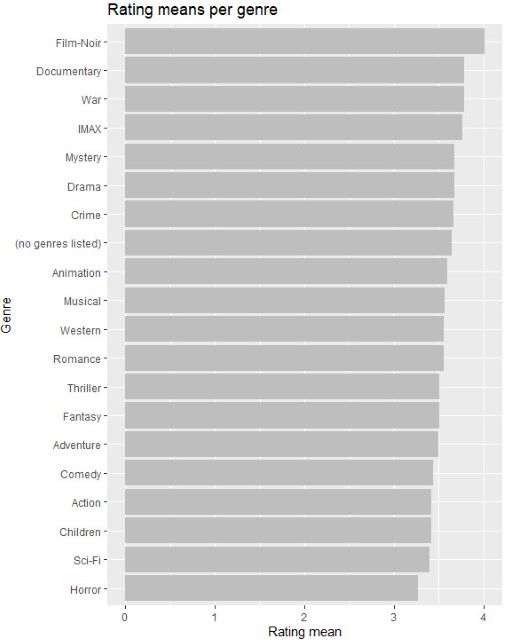 Rating means per genre
Genre
Film-Noir
Documentary
War
IMAX
Mystery
Drama
Crime
(no genres listed)
Animation
Musical
Western
Romance
Thriller
Fantasy
Adventure
Comedy
Action
Children
Sci-Fi
Horror
0 1 2 3 4
Rating mean